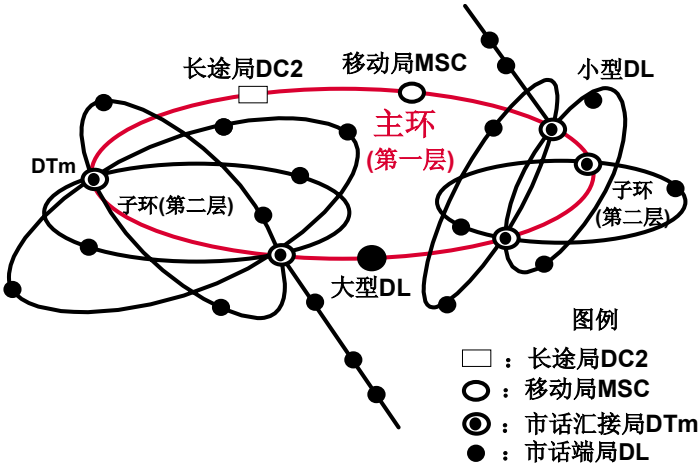 长途局DC2
移动局MSC
小型DL
主环
(第一层)
DTm
子环(第二层)
子环
(第二层)
大型DL
图例
：长途局DC2
：移动局MSC
：市话汇接局DTm
：市话端局DL